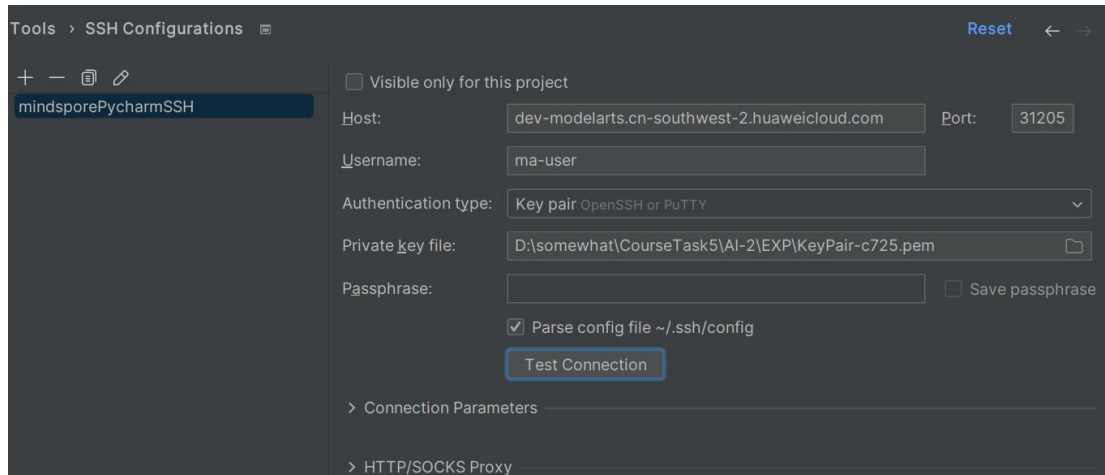 Tools › SSH Configurations
Reset
mindsporePycharmSSH
Visible only for this project
Host: dev-modelarts.cn-southwest-2.huaweicloud.com Port: 31205
Username: ma-user
Authentication type: Key pair OpenSSH or PuTTY
Private key file: D:\somewhat\CourseTask5\AI-2\EXP\KeyPair-c725.pem
Passphrase: Save passphrase
Parse config file ~/.ssh/config
Test Connection
Connection Parameters
HTTP/SOCKS Proxy